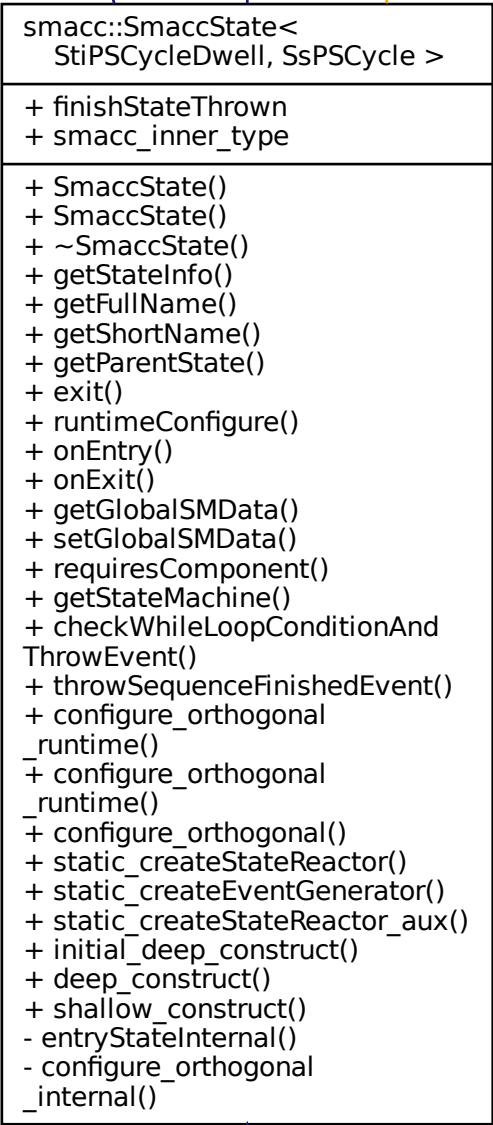 smacc::SmaccState<
StiPSCycleDwell, SsPSCycle >
+ finishStateThrown
+ smacc_inner_type
+ SmaccState()
+ SmaccState()
+ ~SmaccState()
+ getStateInfo()
+ getFullName()
+ getShortName()
+ getParentState()
+ exit()
+ runtimeConfigure()
+ onEntry()
+ onExit()
+ getGlobalSMData()
+ setGlobalSMData()
+ requiresComponent()
+ getStateMachine()
+ checkWhileLoopConditionAnd
ThrowEvent()
+ throwSequenceFinishedEvent()
+ configure_orthogonal
_runtime()
+ configure_orthogonal
_runtime()
+ configure_orthogonal()
+ static_createStateReactor()
+ static_createEventGenerator()
+ static_createStateReactor_aux()
+ initial_deep_construct()
+ deep_construct()
+ shallow_construct()
- entryStateInternal()
- configure_orthogonal
_internal()